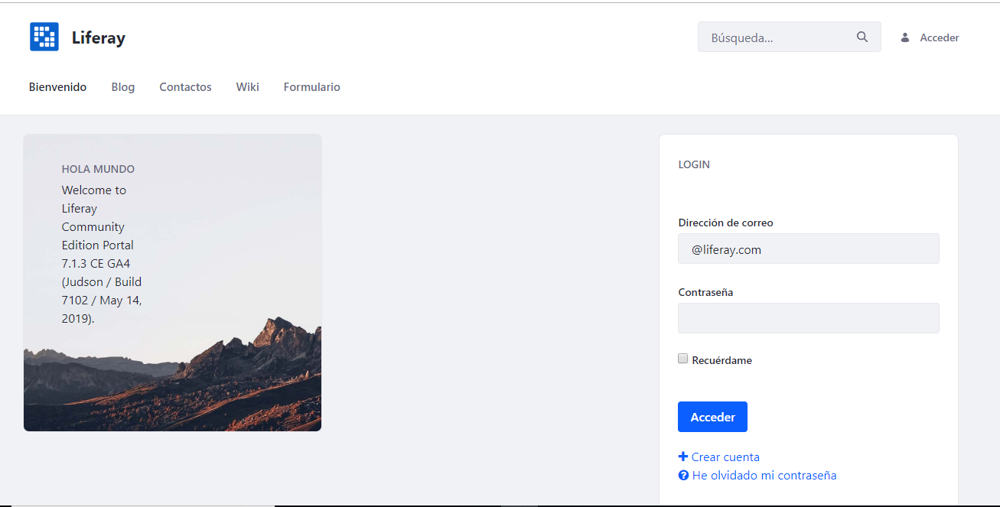 Liferay
Búsqueda...
Acceder
Bienvenido Blog Contactos Wiki Formulario
HOLA MUNDO
Welcome to
Liferay
Community
Edition Portal
7.1.3 CE GA4
(Judson / Build
7102 / May 14,
2019).
LOGIN
Dirección de correo
@liferay.com
Contraseña
Recuérdame
Acceder
Crear cuenta
He olvidado mi contraseña